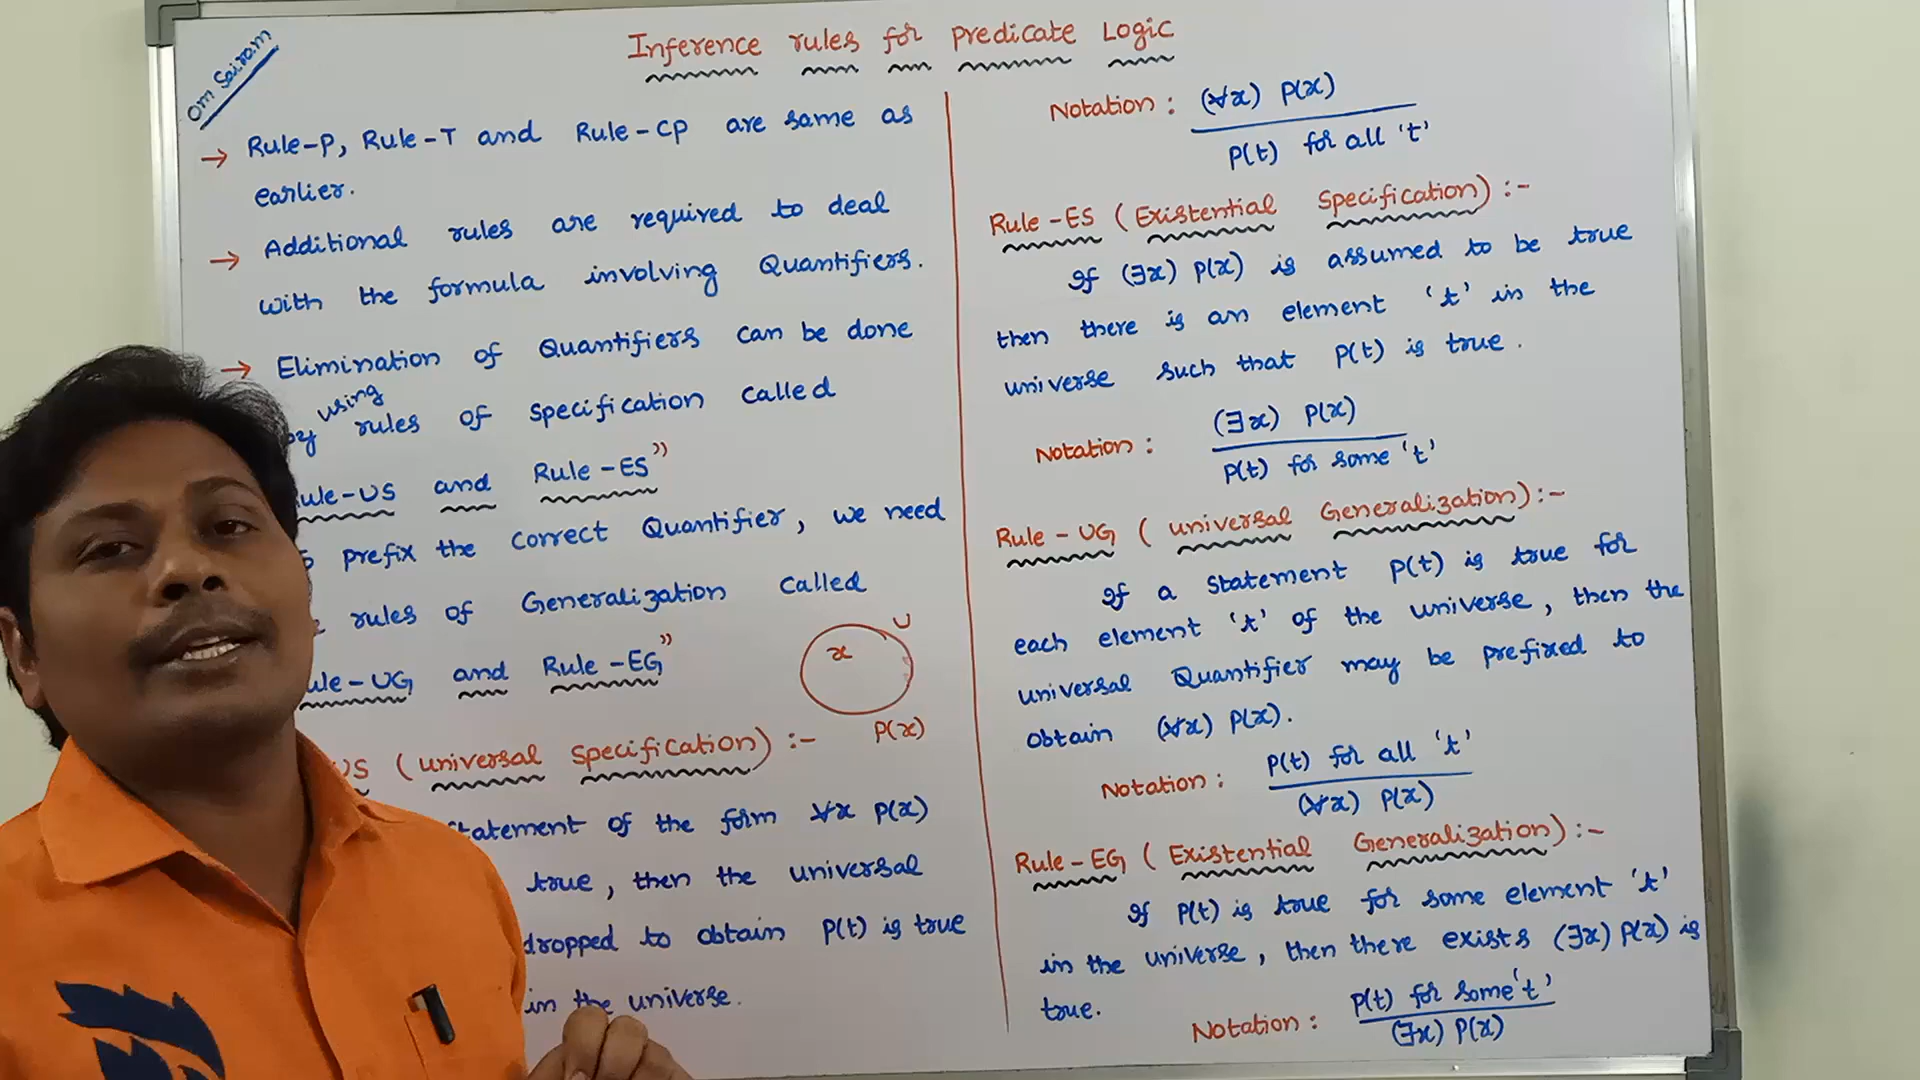 Inference rules for predicate Logic
Om Sairam
→ Rule-P, Rule-T and Rule-CP are same as
earlier.
→ Additional rules are required to deal
with the formula involving Quantifiers.
→ Elimination of Quantifiers can be done
by using rules of specification called
ule-US and Rule-ES”
prefix the correct Quantifier, we need
rules of Generalization called
ule-UG and Rule-EG”
U
x
P(x)
US (universal Specification) :-
Statement of the form ∀x P(x)
true, then the universal
dropped to obtain P(t) is true
in the universe.
Notation : (∀x) P(x)
P(t) for all 't'
Rule-ES (Existential Specification) :-
If (∃x) P(x) is assumed to be true
then there is an element 't' in the
universe such that P(t) is true.
Notation : (∃x) P(x)
P(t) for some 't'
Rule-UG (universal Generalization) :-
If a statement P(t) is true for
each element 't' of the universe, then the
universal Quantifier may be prefixed to
obtain (∀x) P(x).
Notation : P(t) for all 't'
(∀x) P(x)
Rule-EG (Existential Generalization) :-
If P(t) is true for some element 't'
in the universe, then there exists (∃x) P(x) is
true.
Notation : P(t) for some 't'
(∃x) P(x)